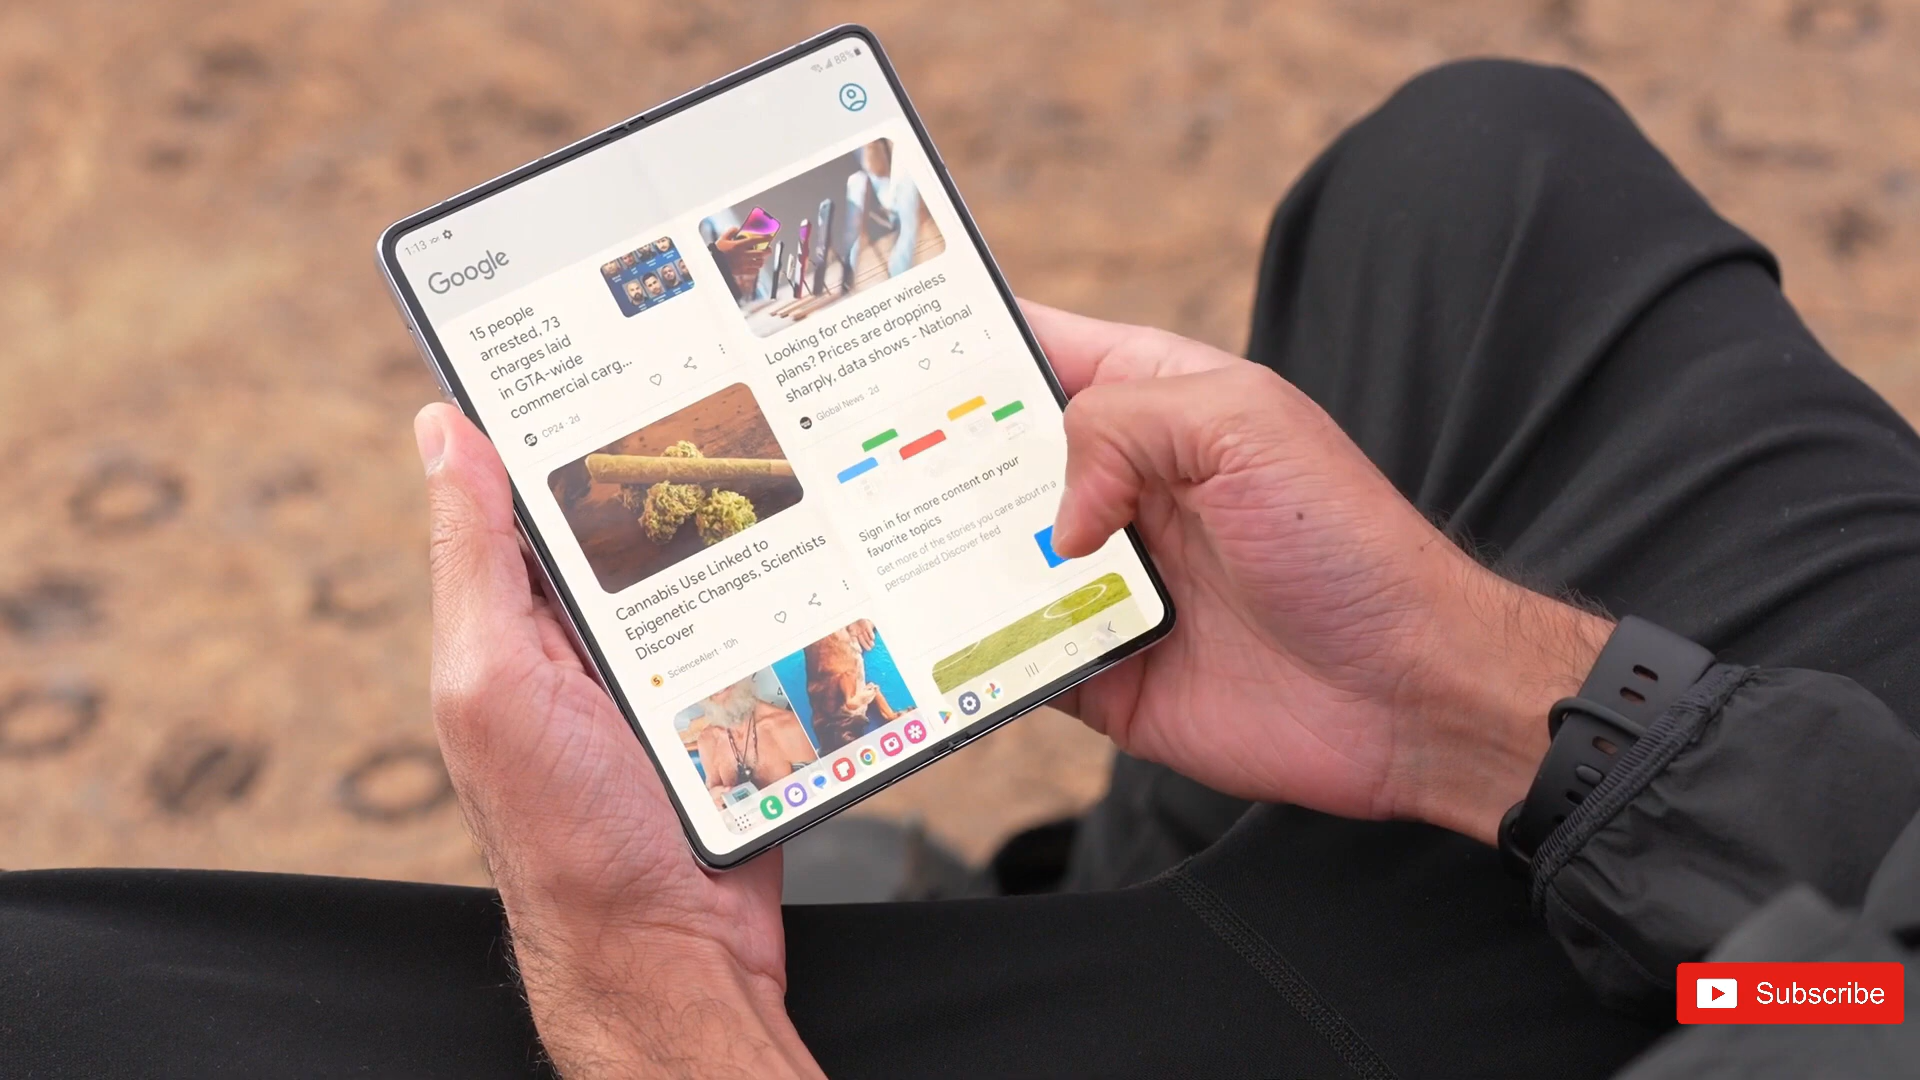 1:13
88%
Google
15 people
arrested, 73
charges laid
in GTA-wide
commercial carg...
CP24 · 2d
Looking for cheaper wireless
plans? Prices are dropping
sharply, data shows - National
Global News · 2d
Cannabis Use Linked to
Epigenetic Changes, Scientists
Discover
ScienceAlert · 10h
Sign in for more content on your
favorite topics
Get more of the stories you care about in a
personalized Discover feed
Subscribe